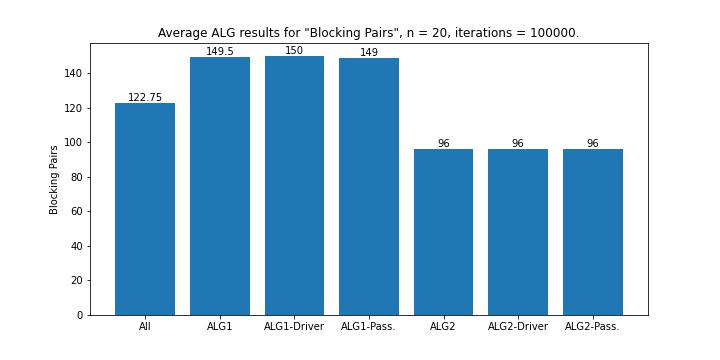 Average ALG results for "Blocking Pairs", n = 20, iterations = 100000.
149.5 150 149
140
122.75
120
100
96 96 96
80
60
40
20
0
Blocking Pairs
All ALG1 ALG1-Driver ALG1-Pass. ALG2 ALG2-Driver ALG2-Pass.